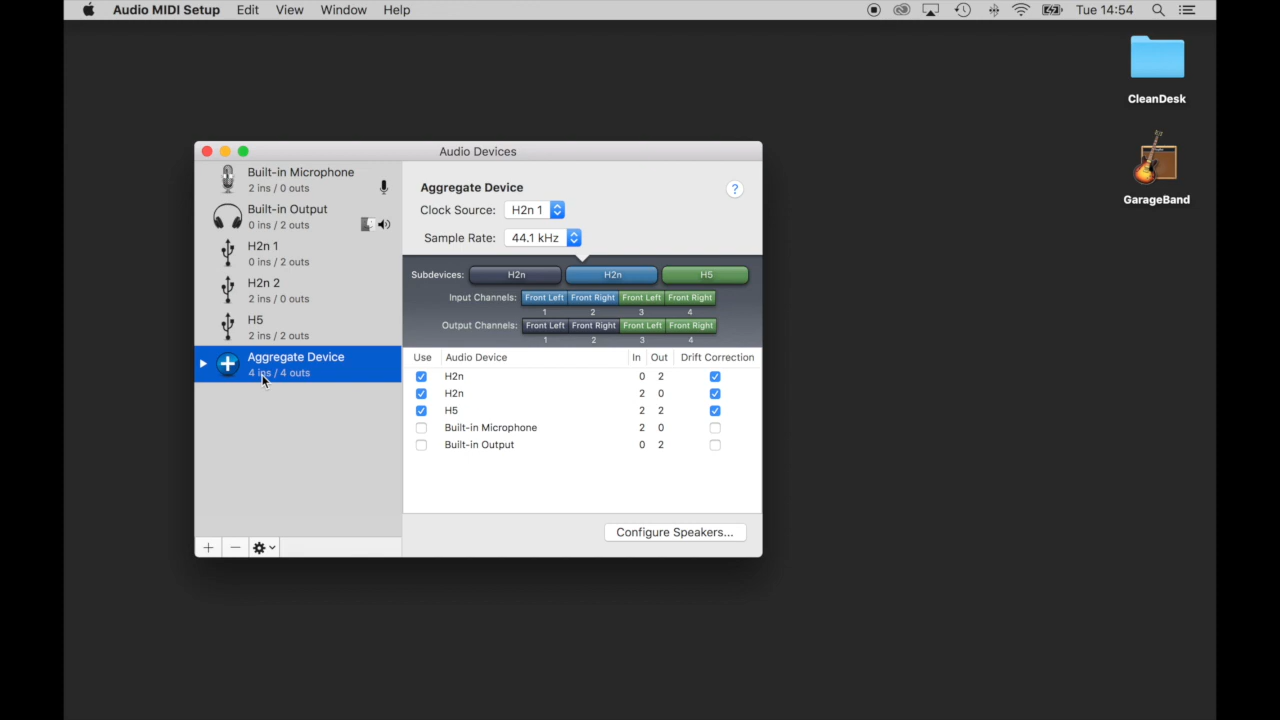 Audio MIDI Setup Edit View Window Help Tue 14:54
CleanDesk
GarageBand
Audio Devices
Built-in Microphone
2 ins / 0 outs
Built-in Output
0 ins / 2 outs
H2n 1
0 ins / 2 outs
H2n 2
2 ins / 0 outs
H5
2 ins / 2 outs
Aggregate Device
4 ins / 4 outs
Aggregate Device ?
Clock Source: H2n 1
Sample Rate: 44.1 kHz
Subdevices: H2n H2n H5
Input Channels: Front Left Front Right Front Left Front Right
1 2 3 4
Output Channels: Front Left Front Right Front Left Front Right
1 2 3 4
Use Audio Device In Out Drift Correction
H2n 0 2
H2n 2 0
H5 2 2
Built-in Microphone 2 0
Built-in Output 0 2
Configure Speakers...